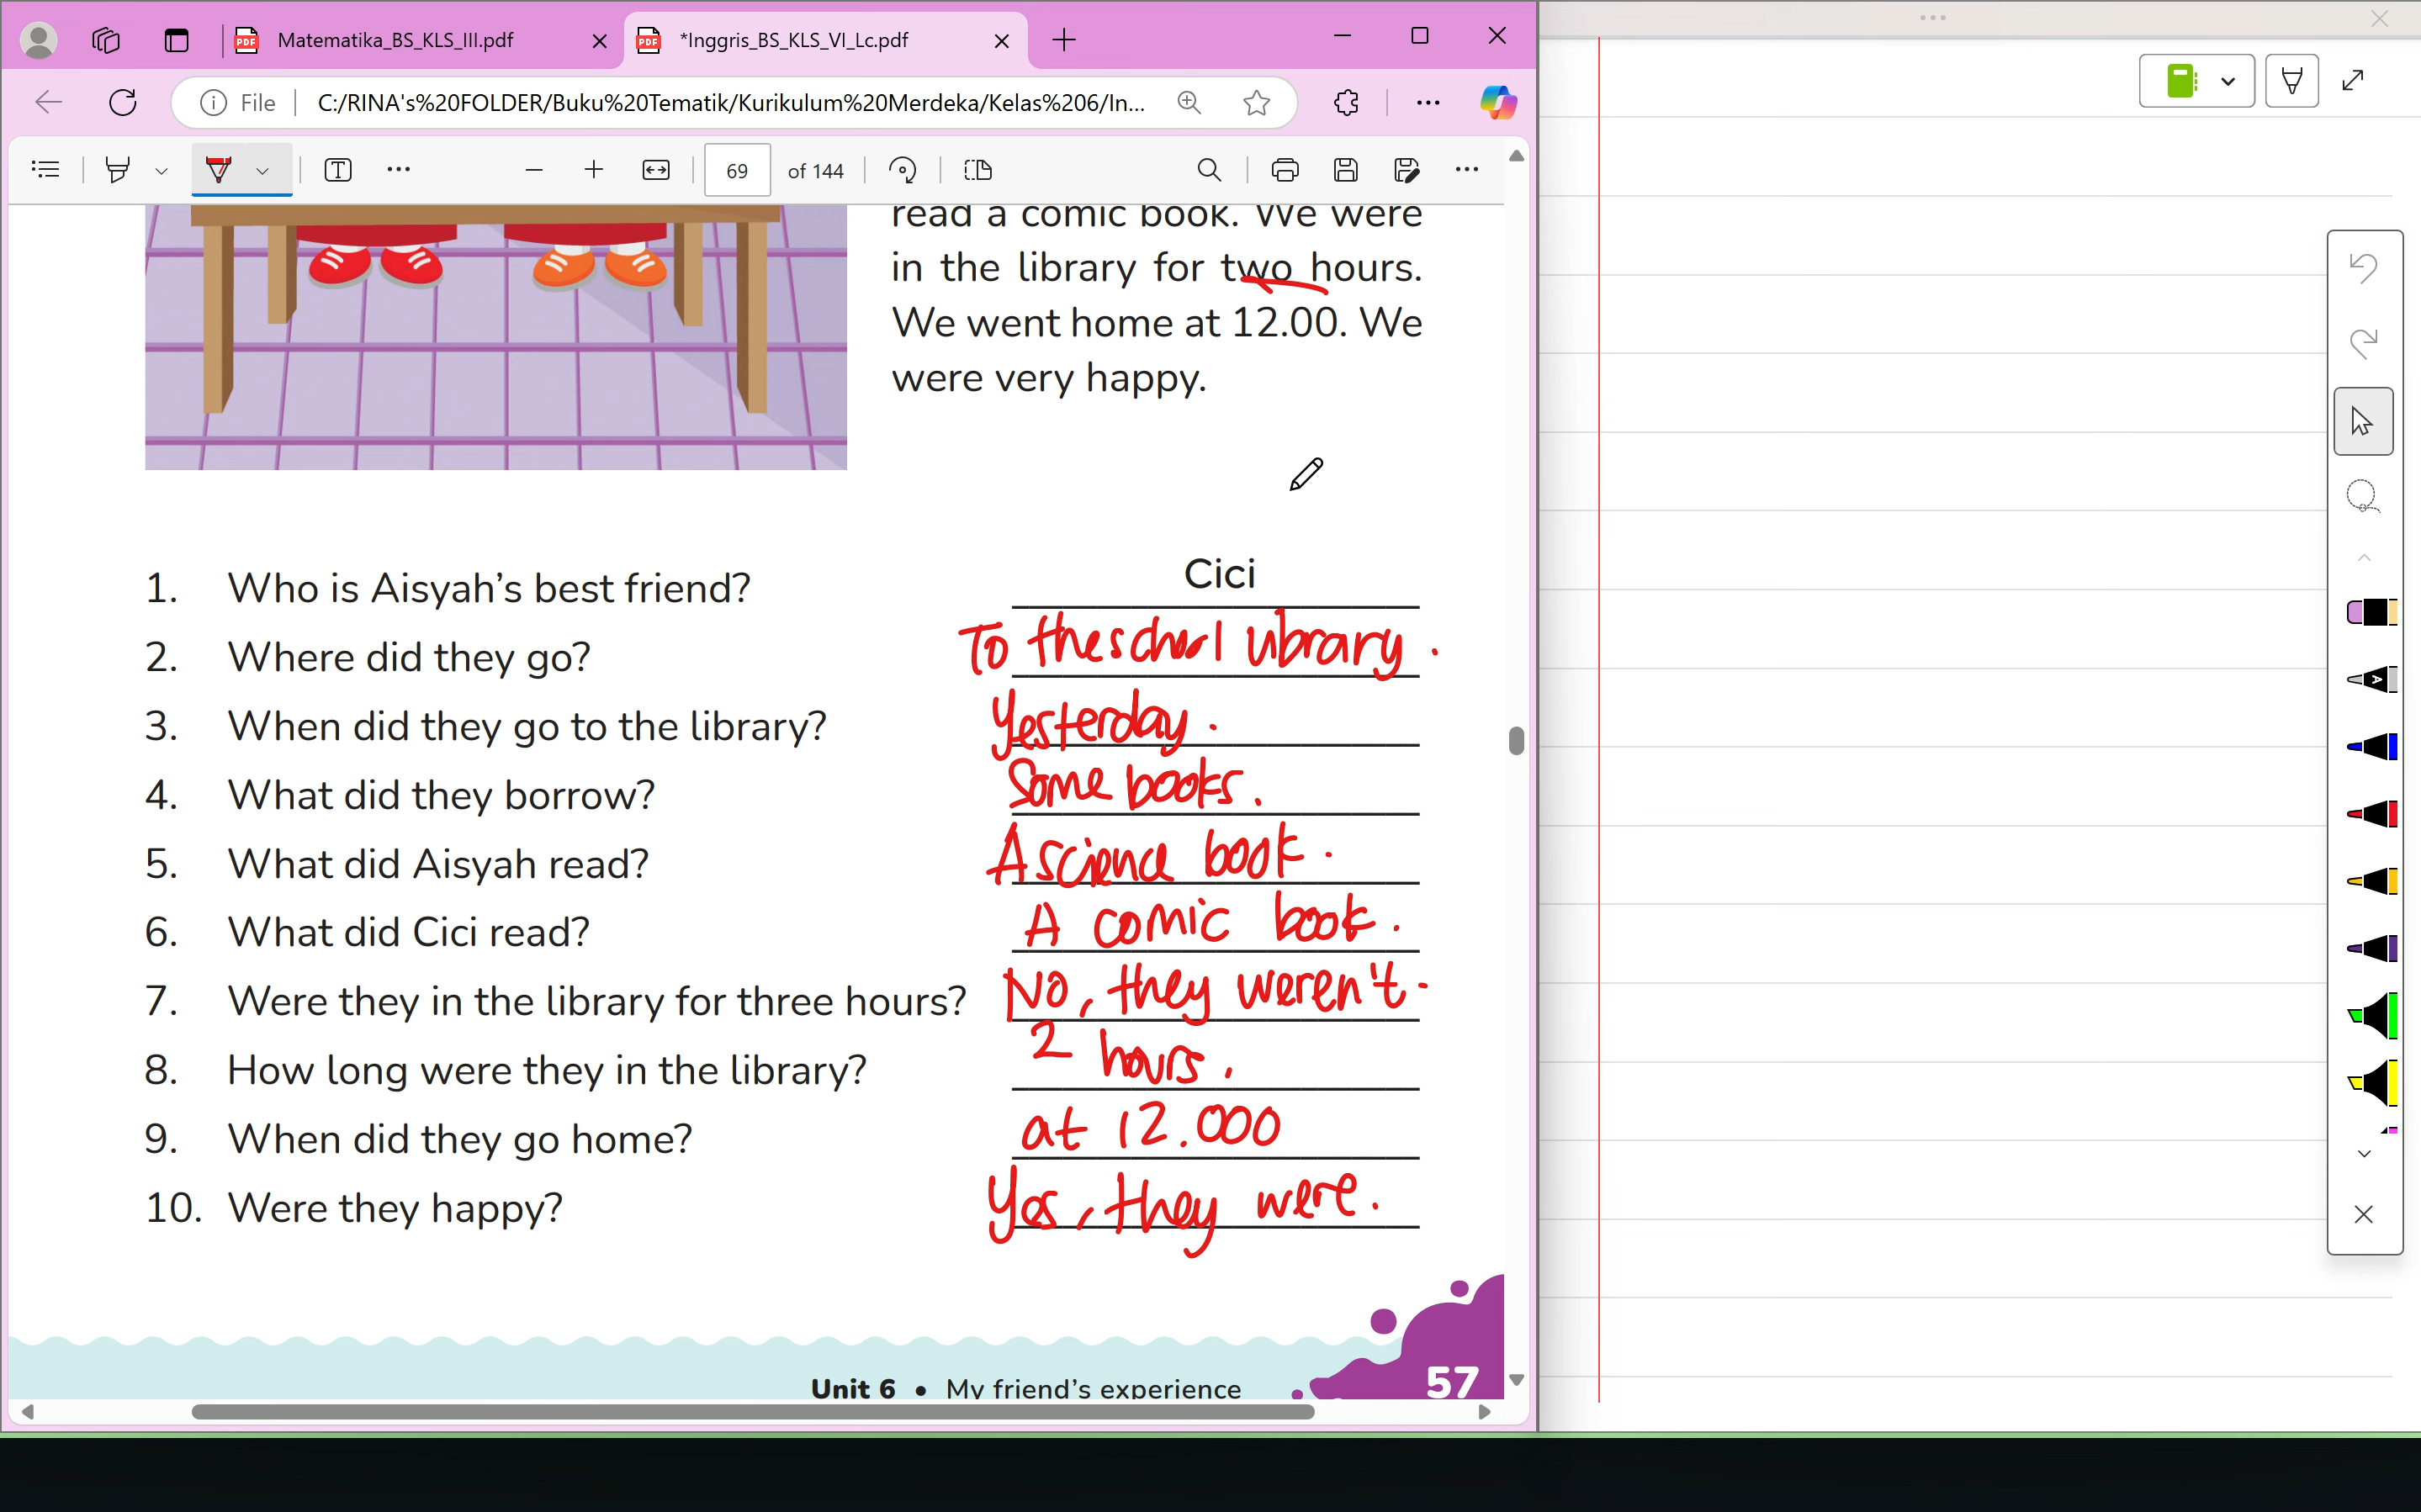 Matematika_BS_KLS_III.pdf
*Inggris_BS_KLS_VI_Lc.pdf
File
C:/RINA's%20FOLDER/Buku%20Tematik/Kurikulum%20Merdeka/Kelas%206/In...
69 of 144
read a comic book. We were
in the library for two hours.
We went home at 12.00. We
were very happy.
1. Who is Aisyah's best friend? Cici
2. Where did they go? To the school library.
3. When did they go to the library? Yesterday.
4. What did they borrow? Some books.
5. What did Aisyah read? A science book.
6. What did Cici read? A comic book.
7. Were they in the library for three hours? No, they weren't.
8. How long were they in the library? 2 hours.
9. When did they go home? at 12.000
10. Were they happy? Yes, they were.
Unit 6 • My friend's experience
57